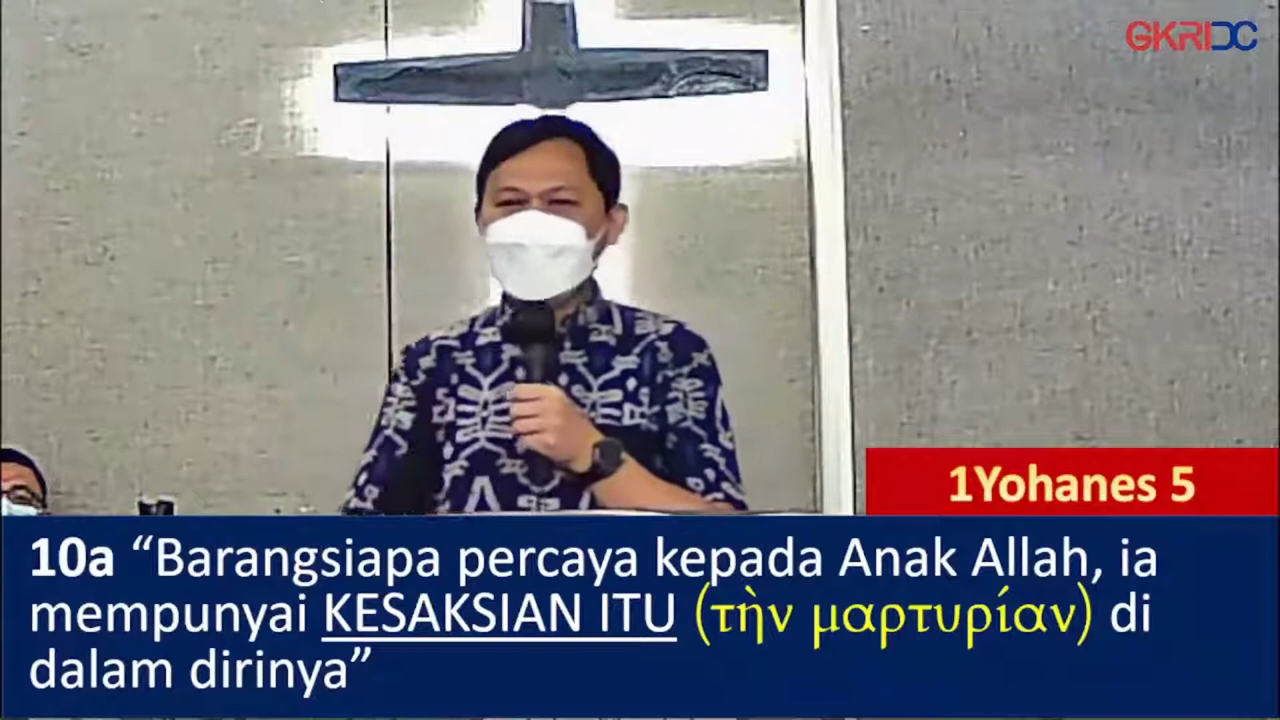 GKRIDC
1Yohanes 5
10a “Barangsiapa percaya kepada Anak Allah, ia
mempunyai KESAKSIAN ITU (τὴν μαρτυρίαν) di
dalam dirinya”